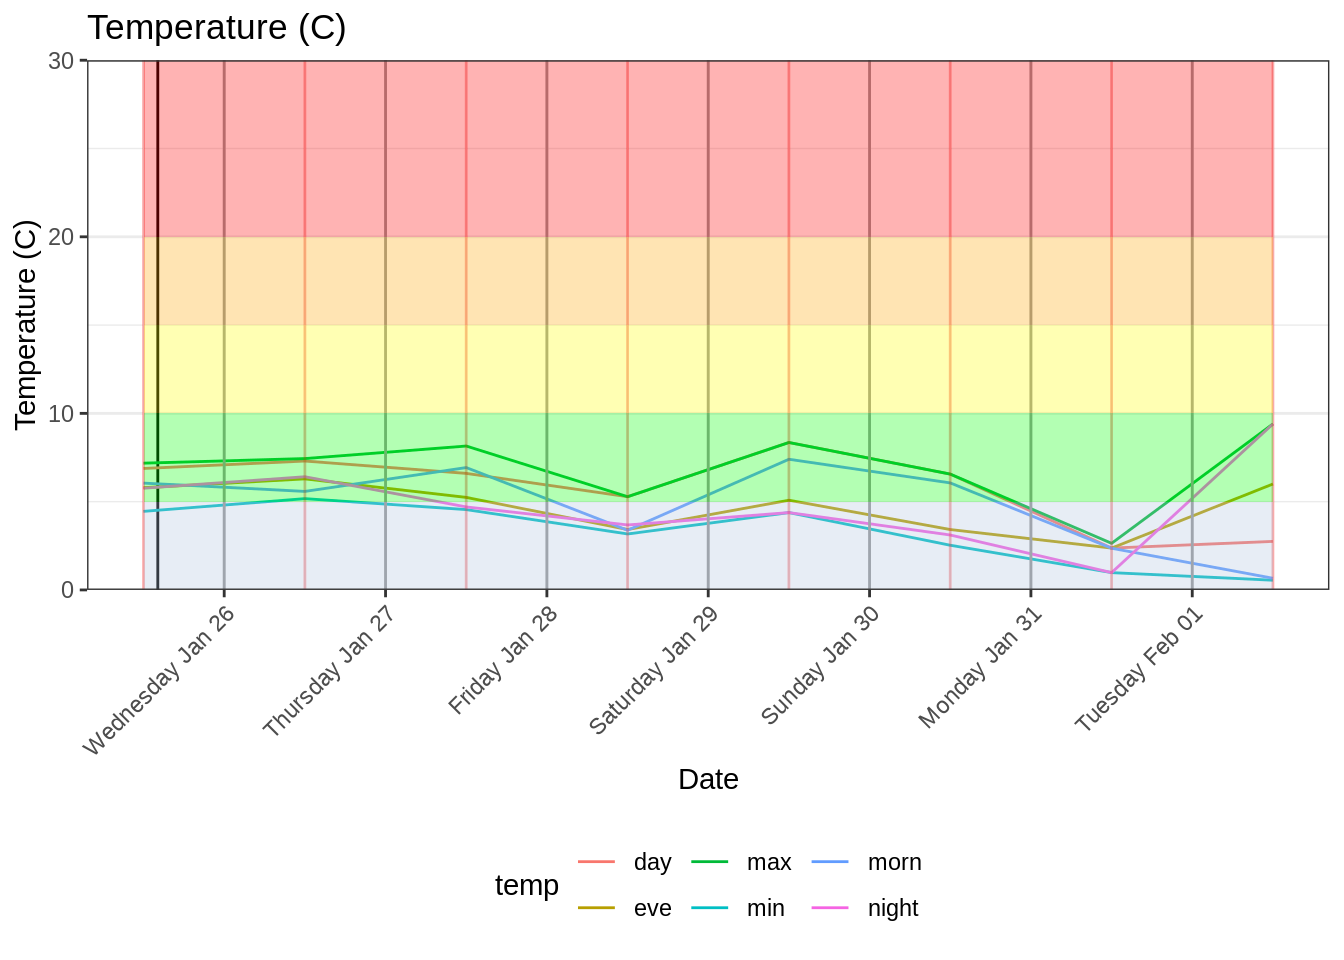 Temperature (C)
Temperature (C)
30
20
10
0
Wednesday Jan 26
Thursday Jan 27
Friday Jan 28
Saturday Jan 29
Sunday Jan 30
Monday Jan 31
Tuesday Feb 01
Date
temp
day
max
morn
eve
min
night